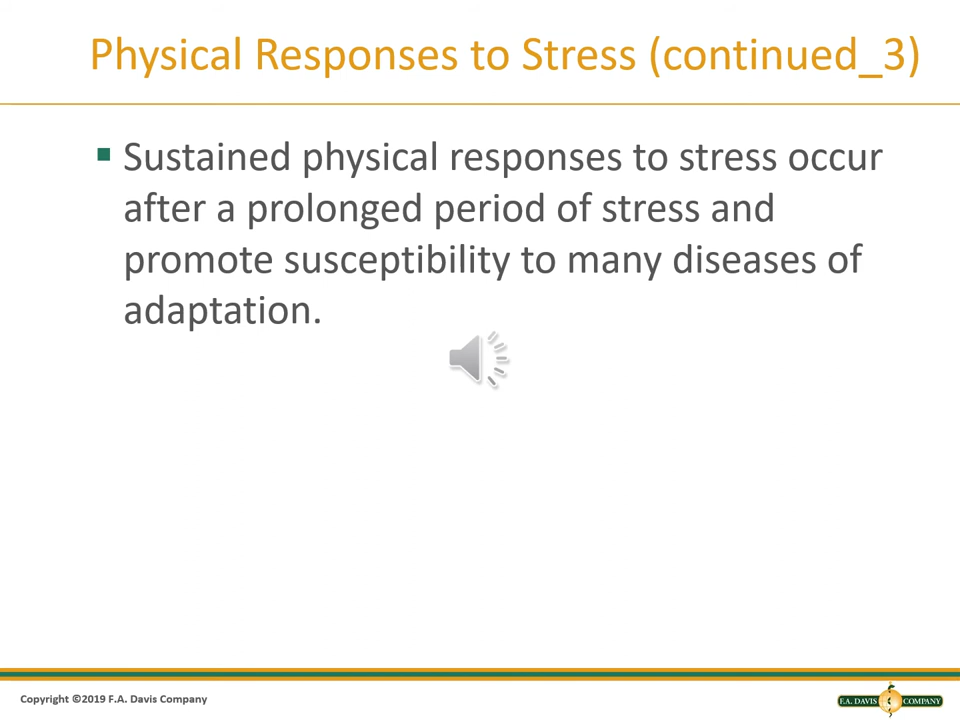 Physical Responses to Stress (continued_3)
Sustained physical responses to stress occur
after a prolonged period of stress and
promote susceptibility to many diseases of
adaptation.
Copyright ©2019 F.A. Davis Company
F.A. DAVIS COMPANY